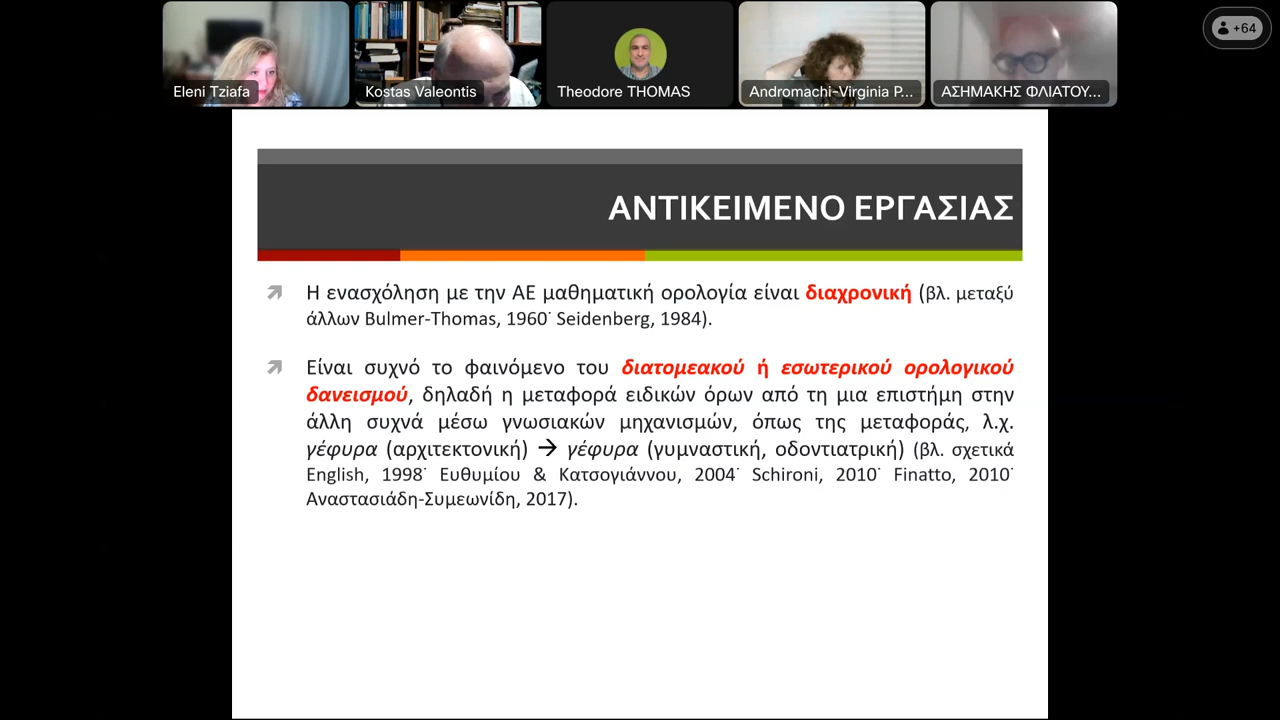 Eleni Tziafa
Kostas Valeontis
Theodore THOMAS
Andromachi-Virginia P...
ΑΣΗΜΑΚΗΣ ΦΛΙΑΤΟΥ...
+64
ΑΝΤΙΚΕΙΜΕΝΟ ΕΡΓΑΣΙΑΣ
Η ενασχόληση με την ΑΕ μαθηματική ορολογία είναι διαχρονική (βλ. μεταξύ
άλλων Bulmer-Thomas, 1960˙ Seidenberg, 1984).
Είναι συχνό το φαινόμενο του διατομεακού ή εσωτερικού ορολογικού
δανεισμού, δηλαδή η μεταφορά ειδικών όρων από τη μια επιστήμη στην
άλλη συχνά μέσω γνωσιακών μηχανισμών, όπως της μεταφοράς, λ.χ.
γέφυρα (αρχιτεκτονική) → γέφυρα (γυμναστική, οδοντιατρική) (βλ. σχετικά
English, 1998˙ Ευθυμίου & Κατσογιάννου, 2004˙ Schironi, 2010˙ Finatto, 2010˙
Αναστασιάδη-Συμεωνίδη, 2017).